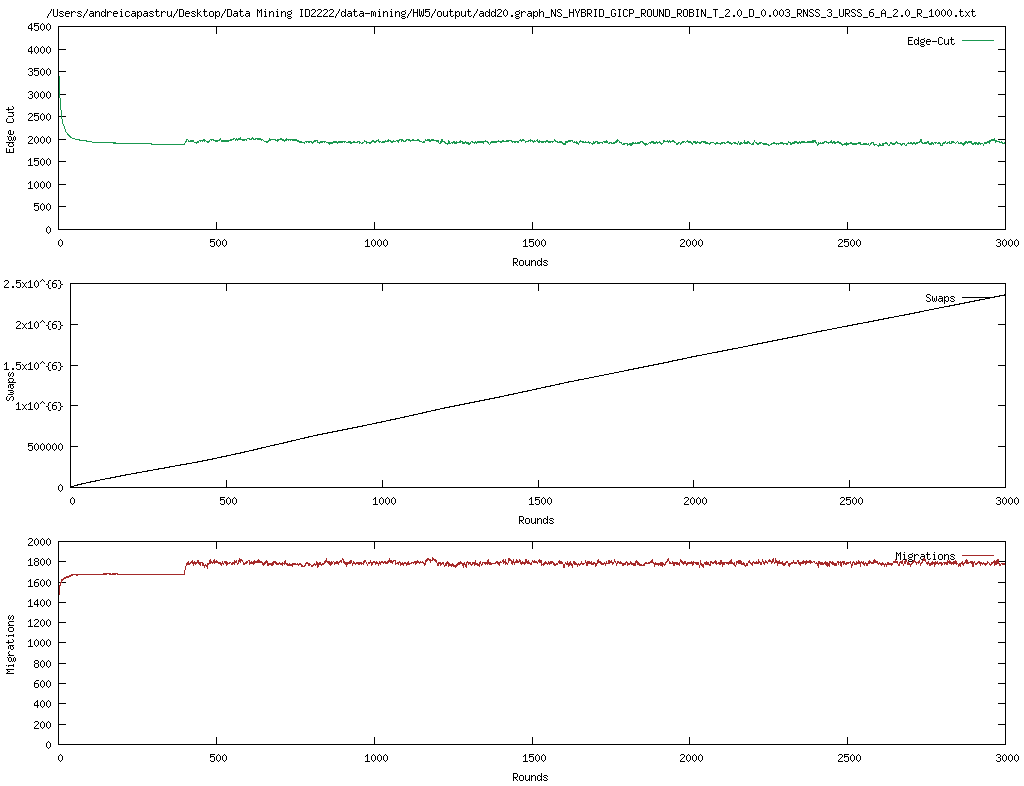 /Users/andreicapastru/Desktop/Data Mining ID2222/data-mining/HW5/output/add20.graph_NS_HYBRID_GICP_ROUND_ROBIN_T_2.0_D_0.003_RNSS_3_URSS_6_A_2.0_R_1000.txt
4500
4000
3500
3000
2500
2000
1500
1000
500
0
Edge Cut
Edge-Cut
0 500 1000 1500 2000 2500 3000
Rounds
2.5x10^{6}
2x10^{6}
1.5x10^{6}
1x10^{6}
500000
0
Swaps
Swaps
0 500 1000 1500 2000 2500 3000
Rounds
2000
1800
1600
1400
1200
1000
800
600
400
200
0
Migrations
Migrations
0 500 1000 1500 2000 2500 3000
Rounds